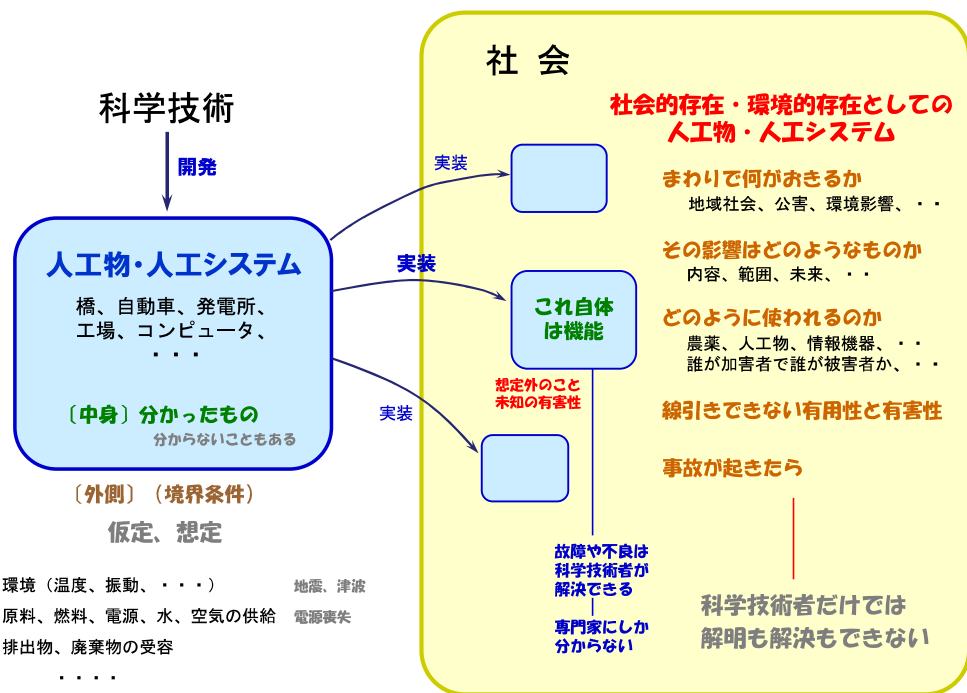 科学技術
開発
人工物・人工システム
橋、自動車、発電所、
工場、コンピュータ、
・・・
〔中身〕分かったもの
分からないこともある
〔外側〕（境界条件）
仮定、想定
環境（温度、振動、・・・）
地震、津波
原料、燃料、電源、水、空気の供給
電源喪失
排出物、廃棄物の受容
・・・・
社 会
実装
実装
実装
これ自体
は機能
想定外のこと
未知の有害性
故障や不良は
科学技術者が
解決できる
専門家にしか
分からない
社会的存在・環境的存在としての
人工物・人工システム
まわりで何がおきるか
地域社会、公害、環境影響、・・
その影響はどのようなものか
内容、範囲、未来、・・
どのように使われるのか
農薬、人工物、情報機器、・・
誰が加害者で誰が被害者か、・・
線引きできない有用性と有害性
事故が起きたら
科学技術者だけでは
解明も解決もできない